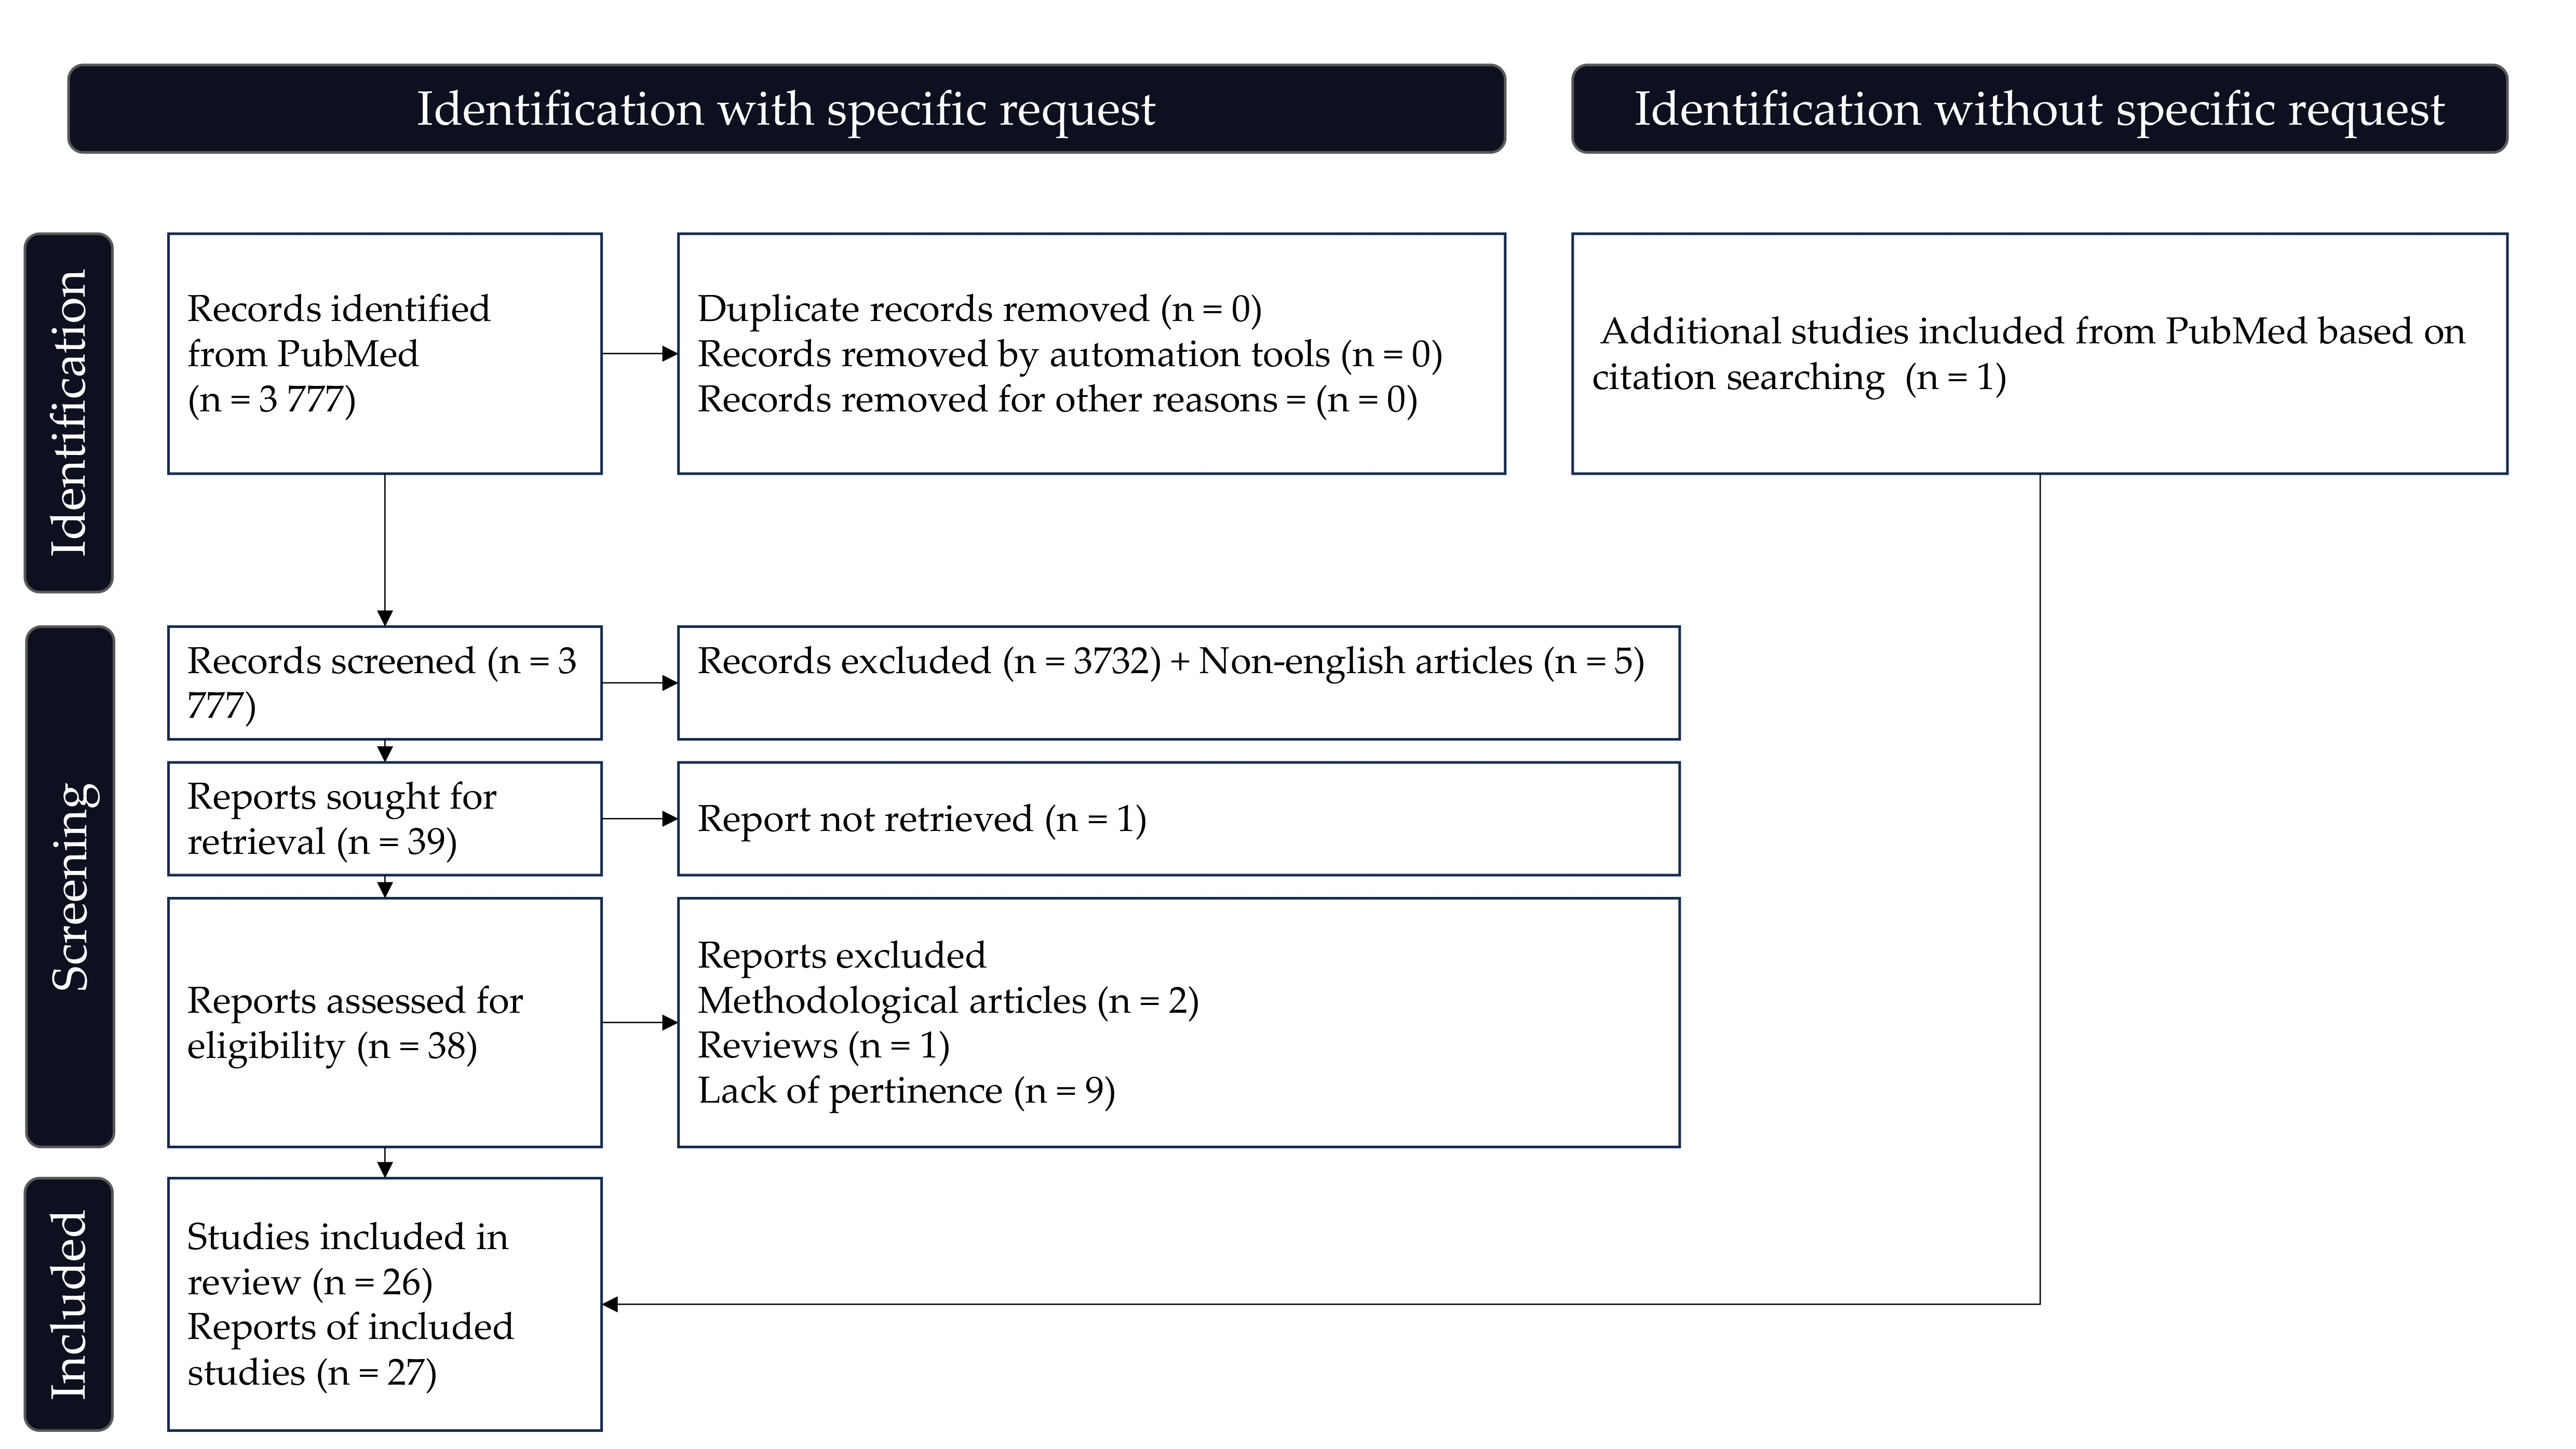 Identification with specific request
Identification without specific request
Identification
Records identified
from PubMed
(n = 3 777)
Duplicate records removed (n = 0)
Records removed by automation tools (n = 0)
Records removed for other reasons = (n = 0)
Additional studies included from PubMed based on
citation searching  (n = 1)
Screening
Records screened (n = 3
777)
Records excluded (n = 3732) + Non-english articles (n = 5)
Reports sought for
retrieval (n = 39)
Report not retrieved (n = 1)
Reports assessed for
eligibility (n = 38)
Reports excluded
Methodological articles (n = 2)
Reviews (n = 1)
Lack of pertinence (n = 9)
Included
Studies included in
review (n = 26)
Reports of included
studies (n = 27)